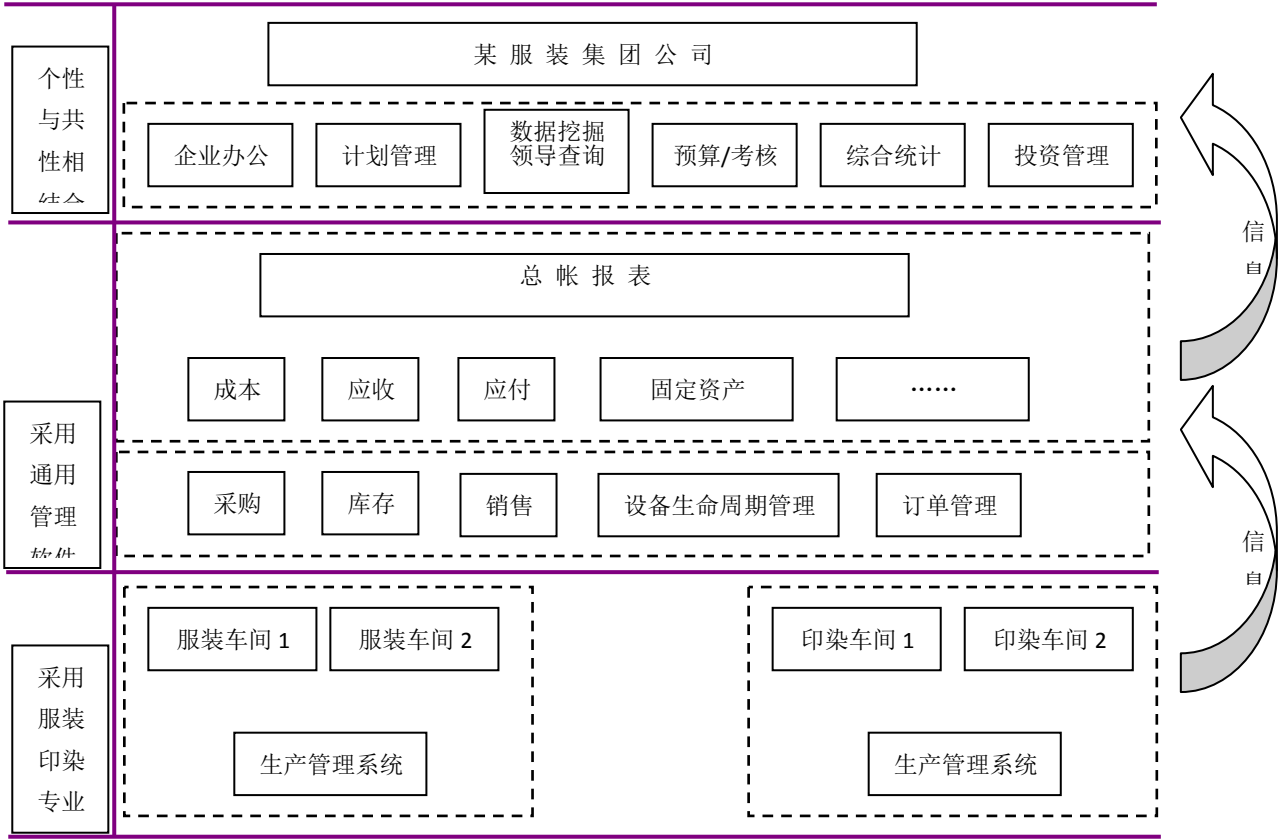 某 服 装 集 团 公 司
个性
与共
性相
企业办公
计划管理
数据挖掘
领导查询
预算/考核
综合统计
投资管理
信
总 帐 报 表
成本
应收
应付
固定资产
……
采用
通用
管理
采购
库存
销售
设备生命周期管理
订单管理
信
服装车间 1
服装车间 2
印染车间 1
印染车间 2
采用
服装
印染
专业
生产管理系统
生产管理系统